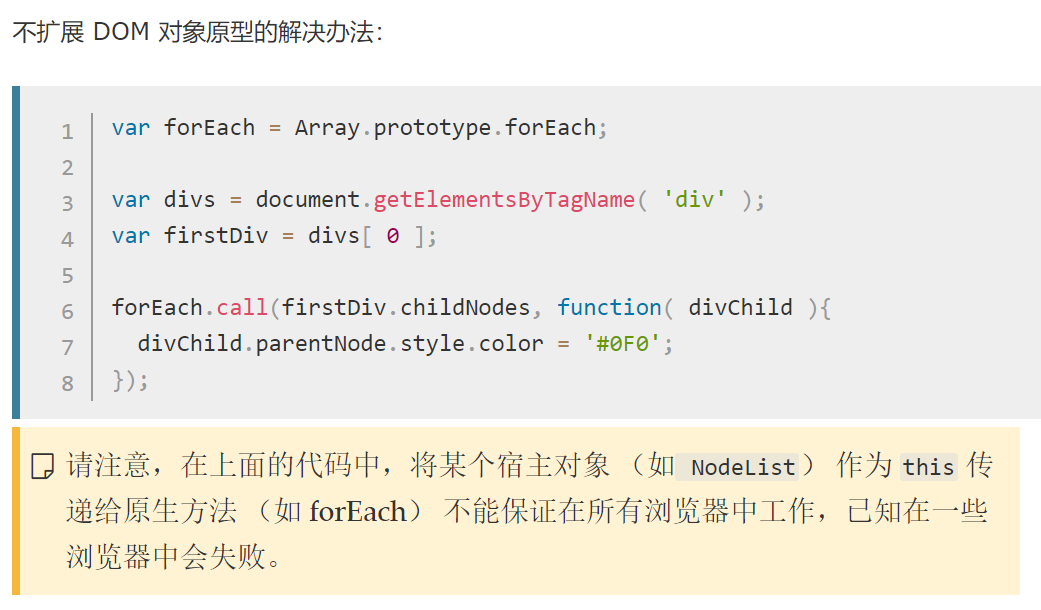 不扩展 DOM 对象原型的解决办法：
1 var forEach = Array.prototype.forEach;
2
3 var divs = document.getElementsByTagName( 'div' );
4 var firstDiv = divs[ 0 ];
5
6 forEach.call(firstDiv.childNodes, function( divChild ){
7   divChild.parentNode.style.color = '#0F0';
8 });
请注意，在上面的代码中，将某个宿主对象 （如 NodeList） 作为 this 传
递给原生方法 （如 forEach） 不能保证在所有浏览器中工作，已知在一些
浏览器中会失败。